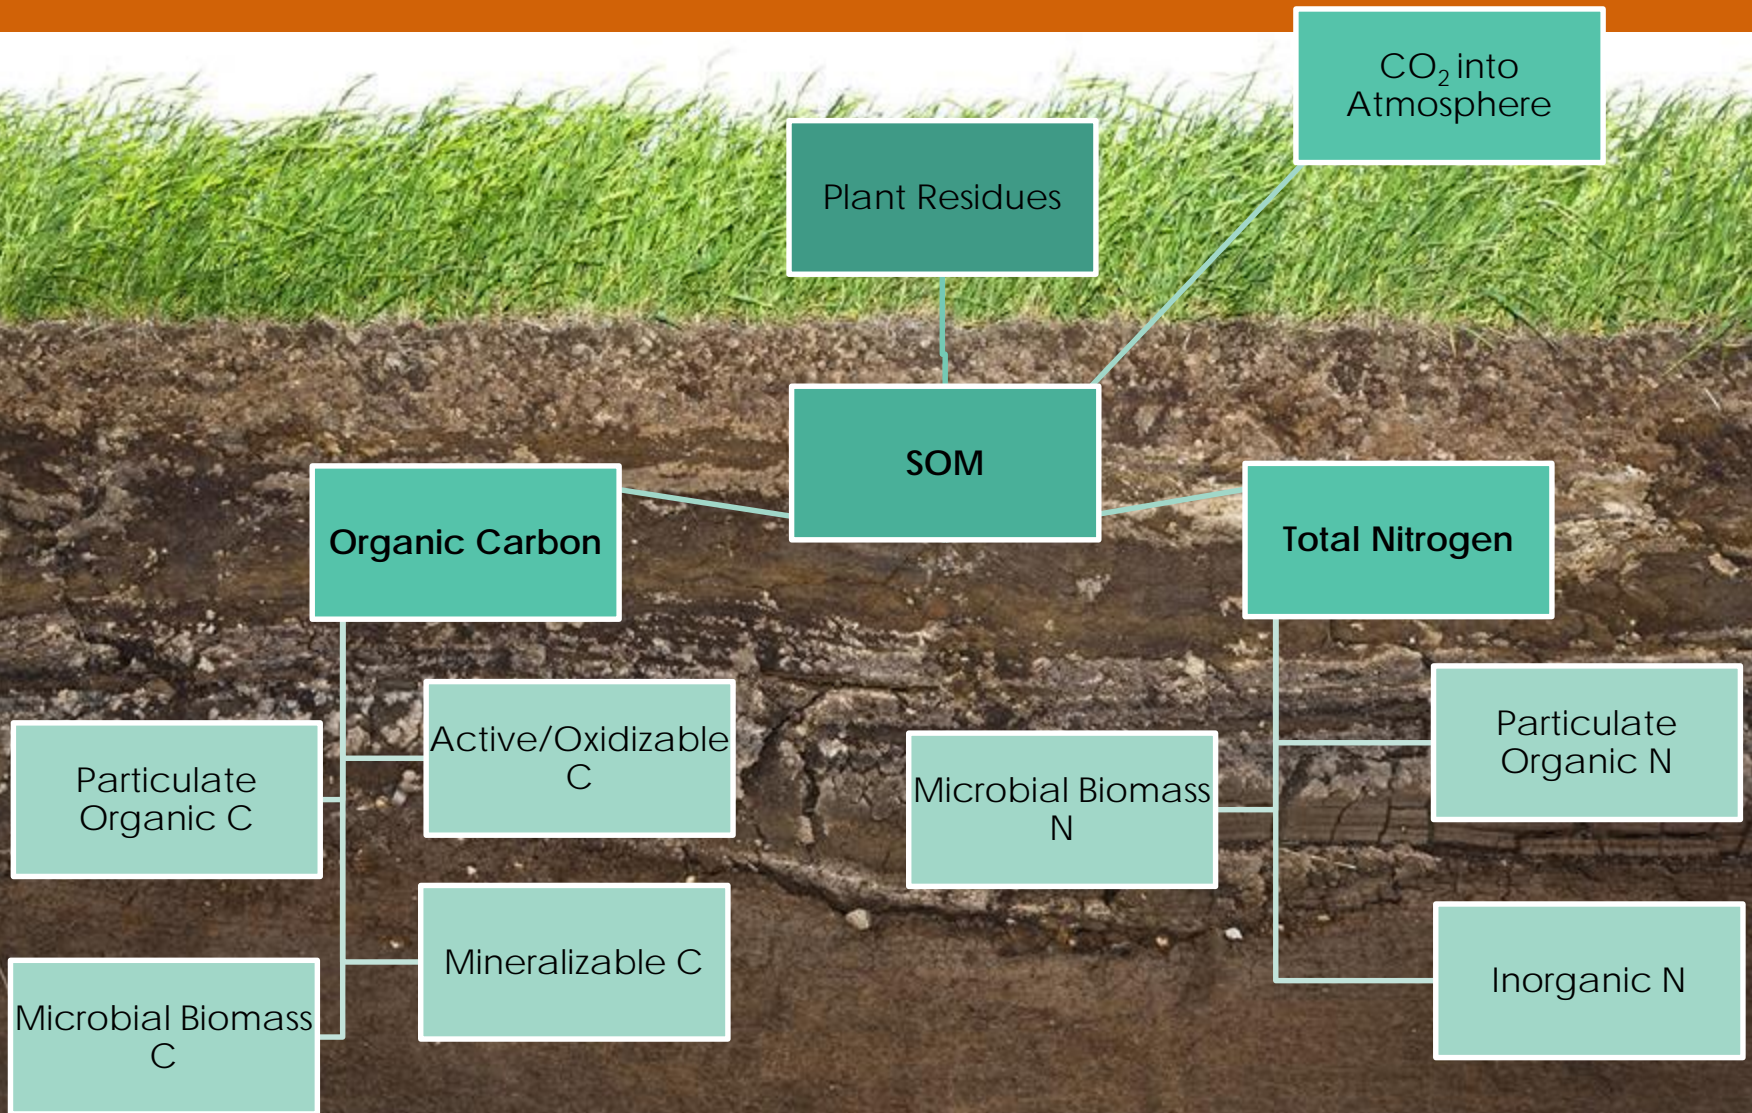 CO₂ into
Atmosphere
Plant Residues
SOM
Organic Carbon
Total Nitrogen
Particulate
Organic C
Active/Oxidizable
C
Microbial Biomass
C
Mineralizable C
Microbial Biomass
N
Particulate
Organic N
Inorganic N